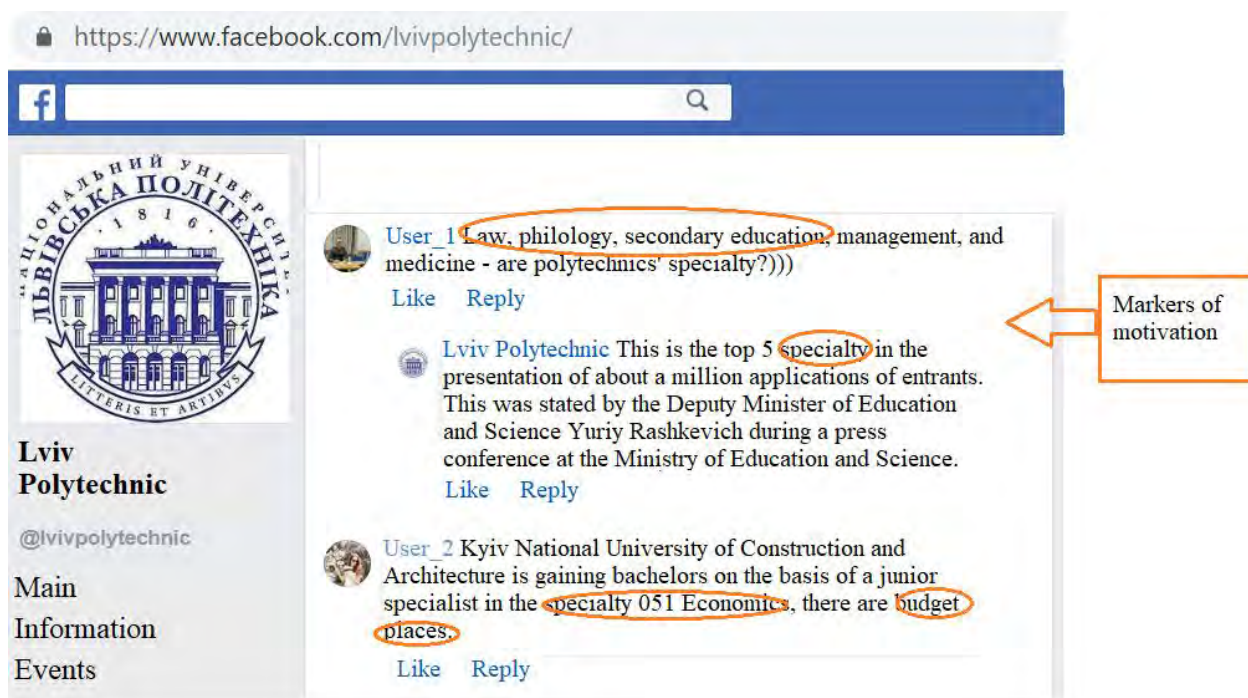 https://www.facebook.com/lvivpolytechnic/
f
НАЦІОНАЛЬНИЙ УНІВЕРСИТЕТ
ЛЬВІВСЬКА ПОЛІТЕХНІКА
1816
LITTERIS ET ARTIBUS
Lviv
Polytechnic
@lvivpolytechnic
Main
Information
Events
User_1 Law, philology, secondary education, management, and
medicine - are polytechnics' specialty?)))
Like Reply
Lviv Polytechnic This is the top 5 specialty in the
presentation of about a million applications of entrants.
This was stated by the Deputy Minister of Education
and Science Yuriy Rashkevich during a press
conference at the Ministry of Education and Science.
Like Reply
User_2 Kyiv National University of Construction and
Architecture is gaining bachelors on the basis of a junior
specialist in the specialty 051 Economics, there are budget
places.
Like Reply
Markers of
motivation